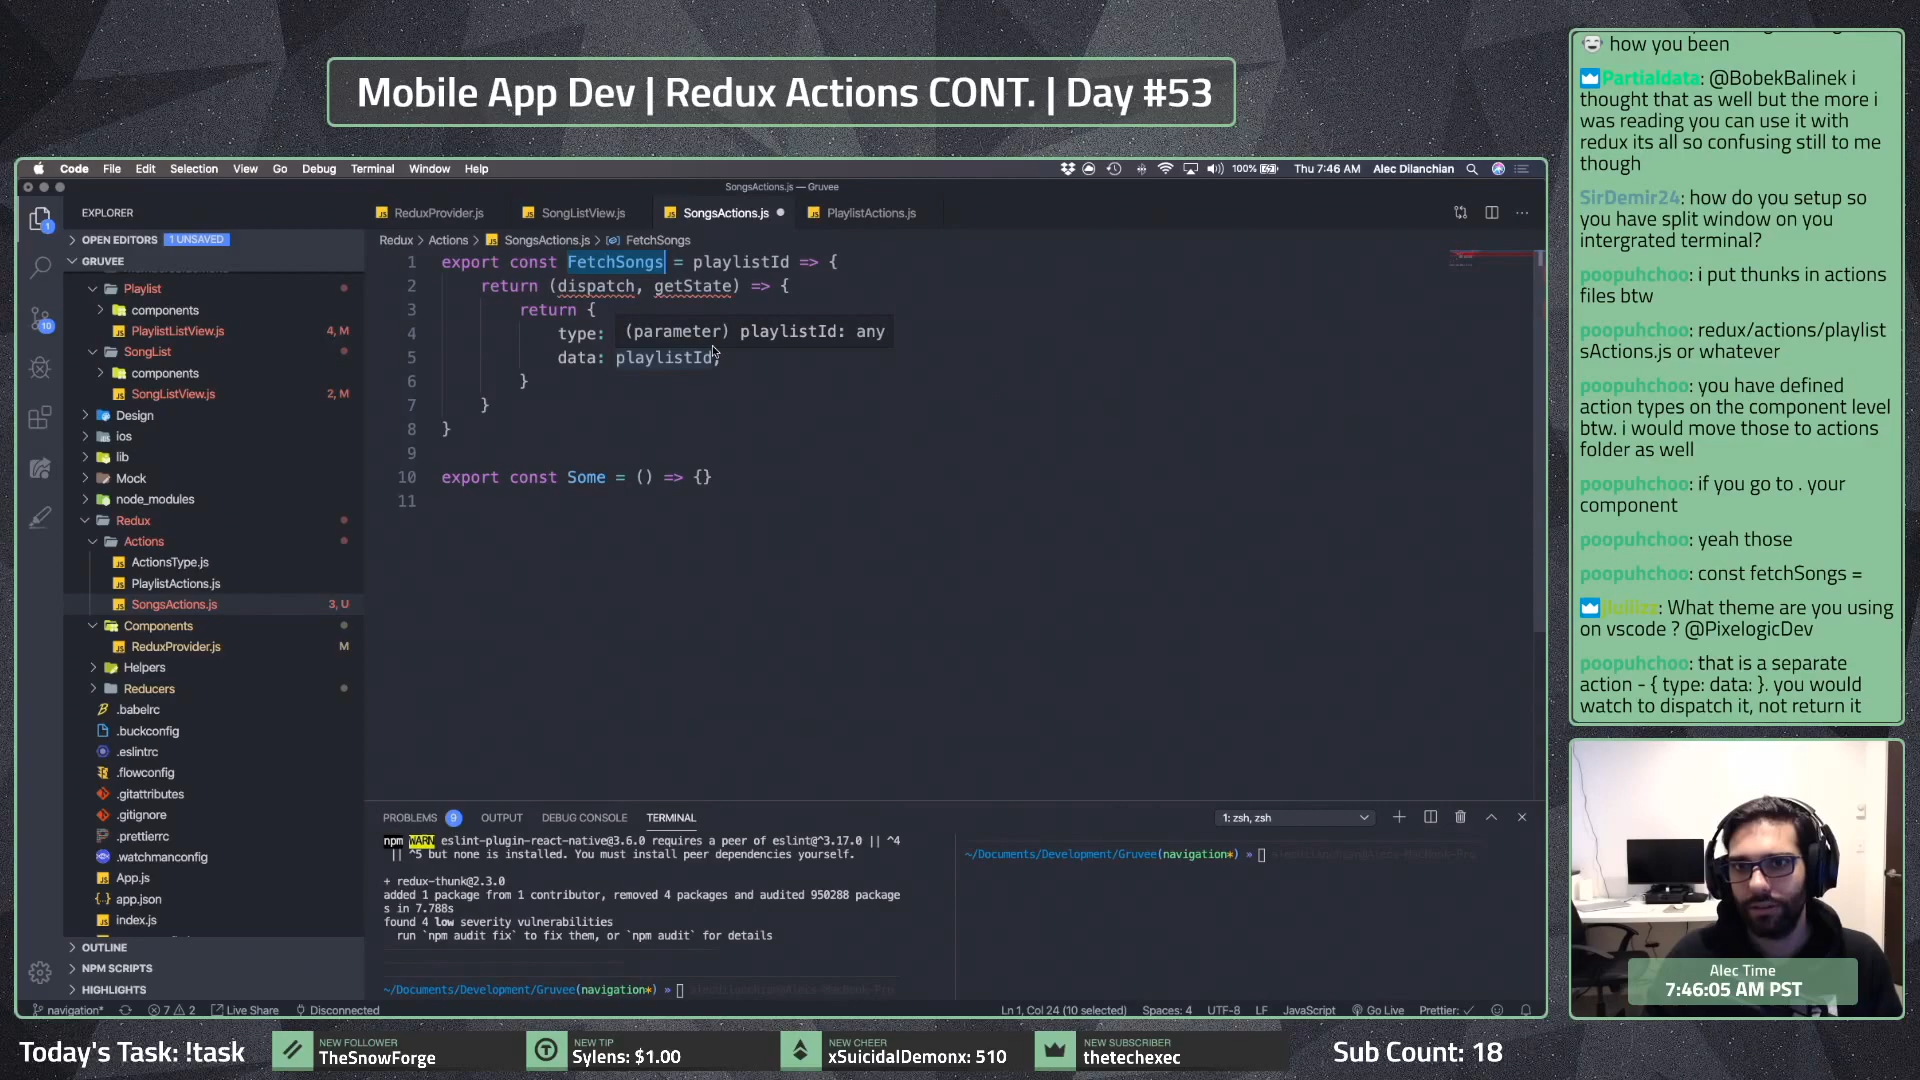 Mobile App Dev | Redux Actions CONT. | Day #53
Code File Edit Selection View Go Debug Terminal Window Help
100% Thu 7:46 AM Alec Dilanchian
SongsActions.js — Gruvee
EXPLORER
OPEN EDITORS 1 UNSAVED
GRUVEE
Playlist
components
PlaylistListView.js 4, M
SongList
components
SongListView.js 2, M
Design
ios
lib
Mock
node_modules
Redux
Actions
ActionsType.js
PlaylistActions.js
SongsActions.js 3, U
Components
ReduxProvider.js M
Helpers
Reducers
.babelrc
.buckconfig
.eslintrc
.flowconfig
.gitattributes
.gitignore
.prettierrc
.watchmanconfig
App.js
app.json
index.js
OUTLINE
NPM SCRIPTS
HIGHLIGHTS
1
10
ReduxProvider.js SongListView.js SongsActions.js PlaylistActions.js
Redux > Actions > SongsActions.js > FetchSongs
1 export const FetchSongs = playlistId => {
2 return (dispatch, getState) => {
3 return {
4 type:
(parameter) playlistId: any
5 data: playlistId,
6 }
7 }
8 }
9
10 export const Some = () => {}
11
PROBLEMS 9 OUTPUT DEBUG CONSOLE TERMINAL 1: zsh, zsh
npm WARN eslint-plugin-react-native@3.6.0 requires a peer of eslint@^3.17.0 || ^4
|| ^5 but none is installed. You must install peer dependencies yourself.
+ redux-thunk@2.3.0
added 1 package from 1 contributor, removed 4 packages and audited 950288 package
s in 7.788s
found 4 low severity vulnerabilities
run `npm audit fix` to fix them, or `npm audit` for details
~/Documents/Development/Gruvee(navigation*) »
~/Documents/Development/Gruvee(navigation*) »
navigation* 7 2 Live Share Disconnected
Ln 1, Col 24 (10 selected) Spaces: 4 UTF-8 LF JavaScript Go Live Prettier: ✓
how you been
Partialdata: @BobekBalinek i
thought that as well but the more i
was reading you can use it with
redux its all so confusing still to me
though
SirDemir24: how do you setup so
you have split window on you
intergrated terminal?
poopuhchoo: i put thunks in actions
files btw
poopuhchoo: redux/actions/playlist
sActions.js or whatever
poopuhchoo: you have defined
action types on the component level
btw. i would move those to actions
folder as well
poopuhchoo: if you go to . your
component
poopuhchoo: yeah those
poopuhchoo: const fetchSongs =
What theme are you using
on vscode ? @PixelogicDev
poopuhchoo: that is a separate
action - { type: data: }. you would
watch to dispatch it, not return it
Alec Time
7:46:05 AM PST
Today's Task: !task
NEW FOLLOWER
TheSnowForge
NEW TIP
Sylens: $1.00
NEW CHEER
xSuicidalDemonx: 510
NEW SUBSCRIBER
thetechexec
Sub Count: 18